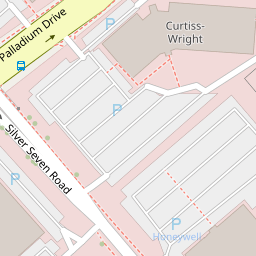 Palladium Drive
Curtiss-
Wright
P
Silver Seven Road
P
P
P
Honeywell